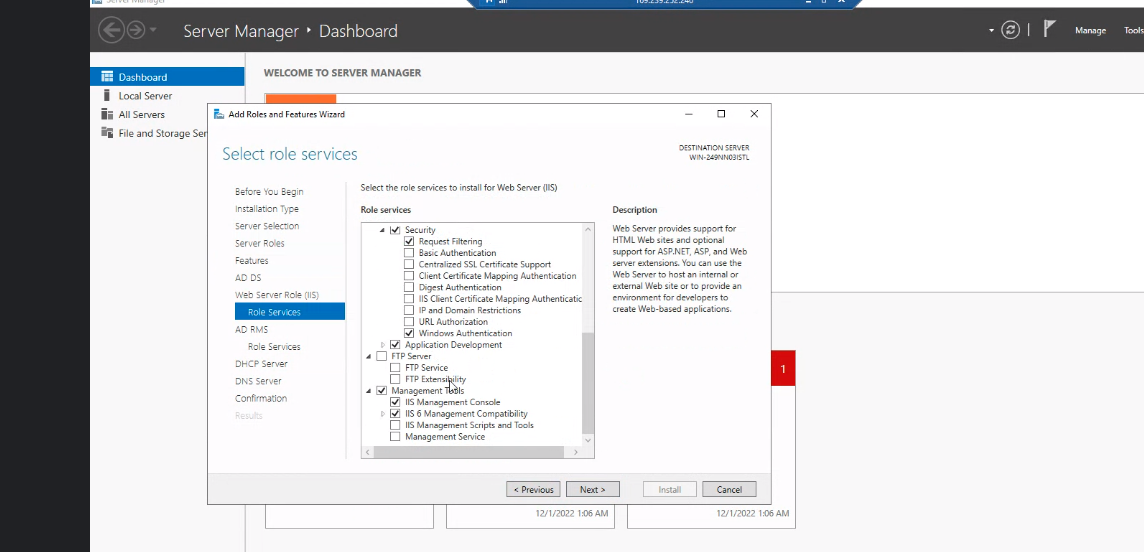 Server Manager
169.239.252.240
Server Manager ‣ Dashboard
Manage
Tools
Dashboard
Local Server
All Servers
File and Storage Ser
WELCOME TO SERVER MANAGER
Add Roles and Features Wizard
Select role services
DESTINATION SERVER
WIN-249NN03ISTL
Before You Begin
Installation Type
Server Selection
Server Roles
Features
AD DS
Web Server Role (IIS)
Role Services
AD RMS
Role Services
DHCP Server
DNS Server
Confirmation
Results
Select the role services to install for Web Server (IIS)
Role services
Security
Request Filtering
Basic Authentication
Centralized SSL Certificate Support
Client Certificate Mapping Authentication
Digest Authentication
IIS Client Certificate Mapping Authenticatic
IP and Domain Restrictions
URL Authorization
Windows Authentication
Application Development
FTP Server
FTP Service
FTP Extensibility
Management Tools
IIS Management Console
IIS 6 Management Compatibility
IIS Management Scripts and Tools
Management Service
Description
Web Server provides support for
HTML Web sites and optional
support for ASP.NET, ASP, and Web
server extensions. You can use the
Web Server to host an internal or
external Web site or to provide an
environment for developers to
create Web-based applications.
< Previous
Next >
Install
Cancel
1
12/1/2022 1:06 AM
12/1/2022 1:06 AM